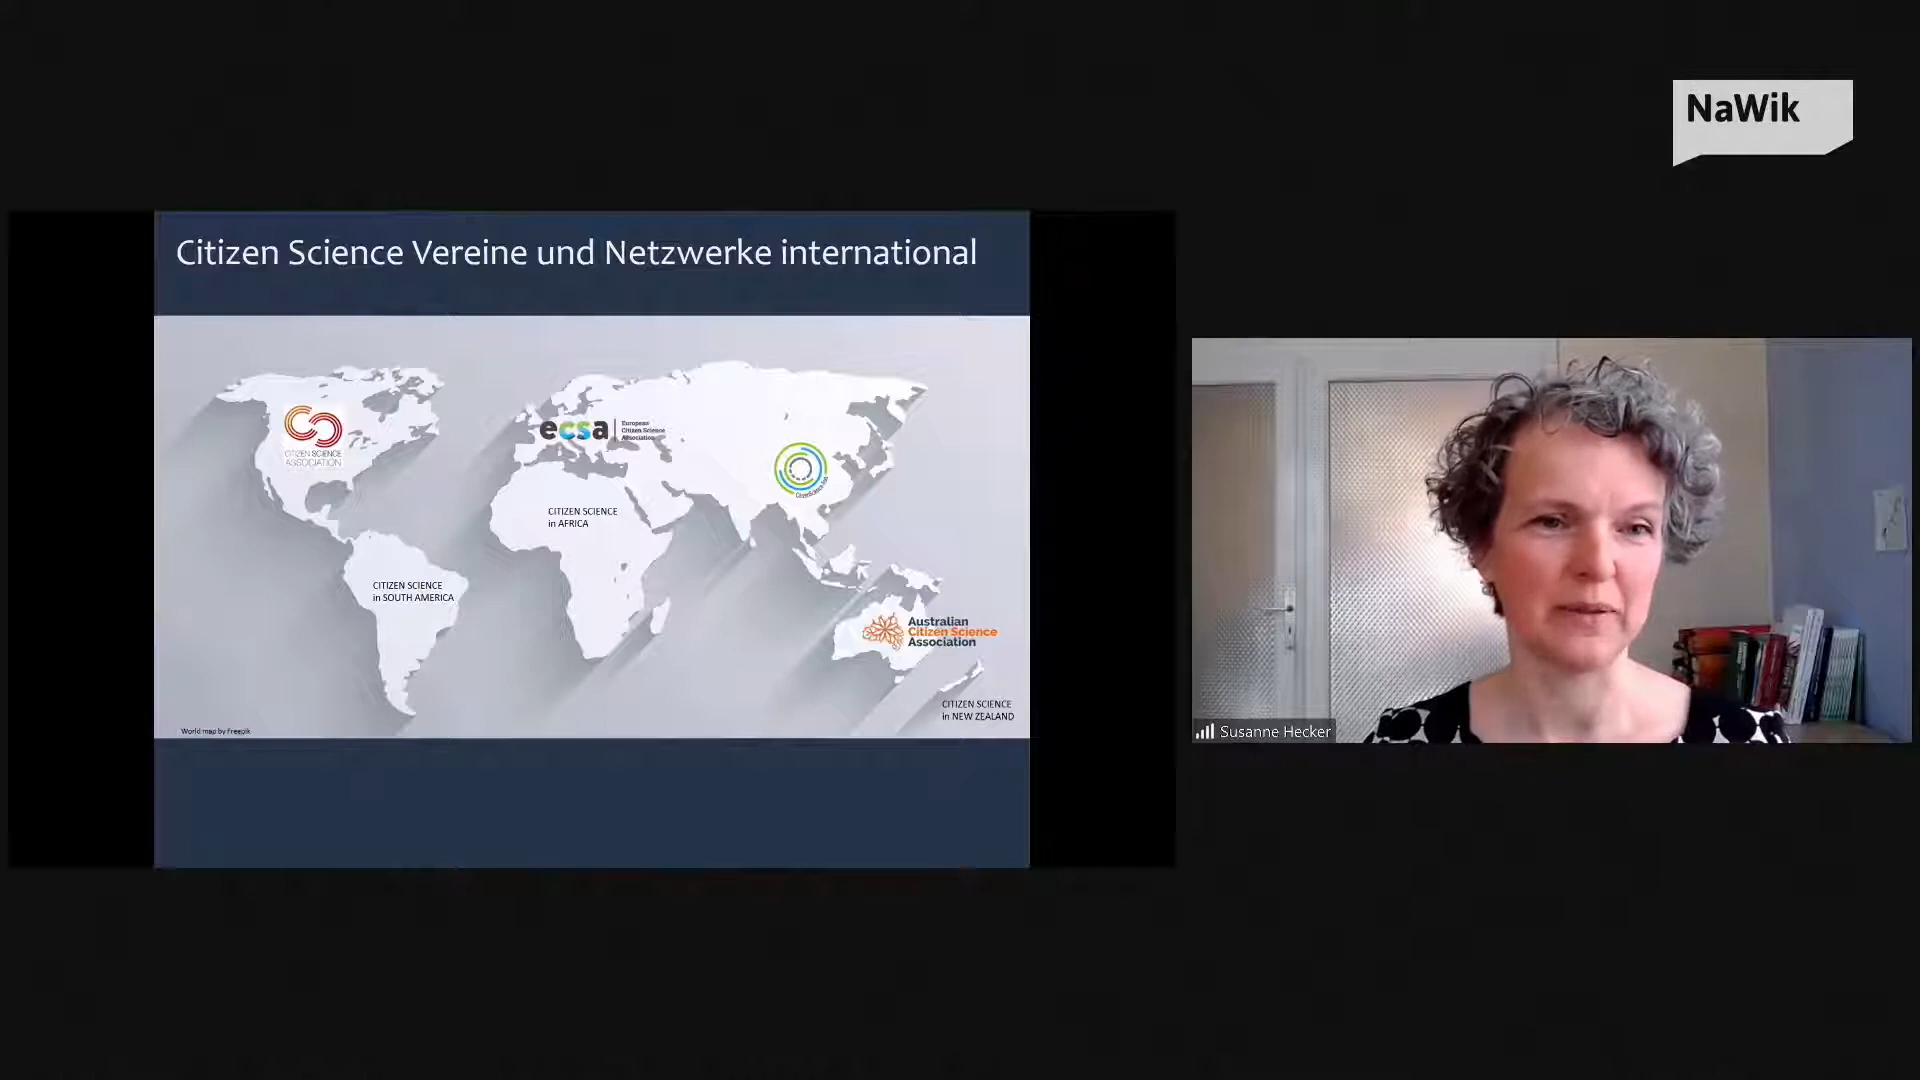 NaWik
Citizen Science Vereine und Netzwerke international
CITIZEN SCIENCE
ASSOCIATION
ecsa
European
Citizen Science
Association
CITIZEN SCIENCE
in AFRICA
CITIZEN SCIENCE
in SOUTH AMERICA
Australian
Citizen Science
Association
CITIZEN SCIENCE
in NEW ZEALAND
World map by Freepik
Susanne Hecker